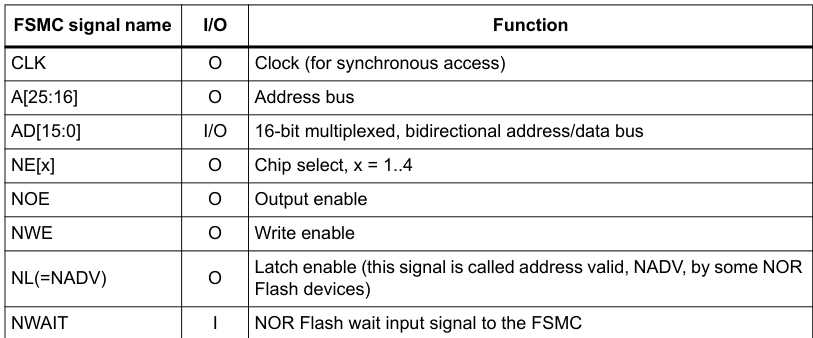 FSMC signal name I/O Function
CLK O Clock (for synchronous access)
A[25:16] O Address bus
AD[15:0] I/O 16-bit multiplexed, bidirectional address/data bus
NE[x] O Chip select, x = 1..4
NOE O Output enable
NWE O Write enable
NL(=NADV) O Latch enable (this signal is called address valid, NADV, by some NOR
Flash devices)
NWAIT I NOR Flash wait input signal to the FSMC